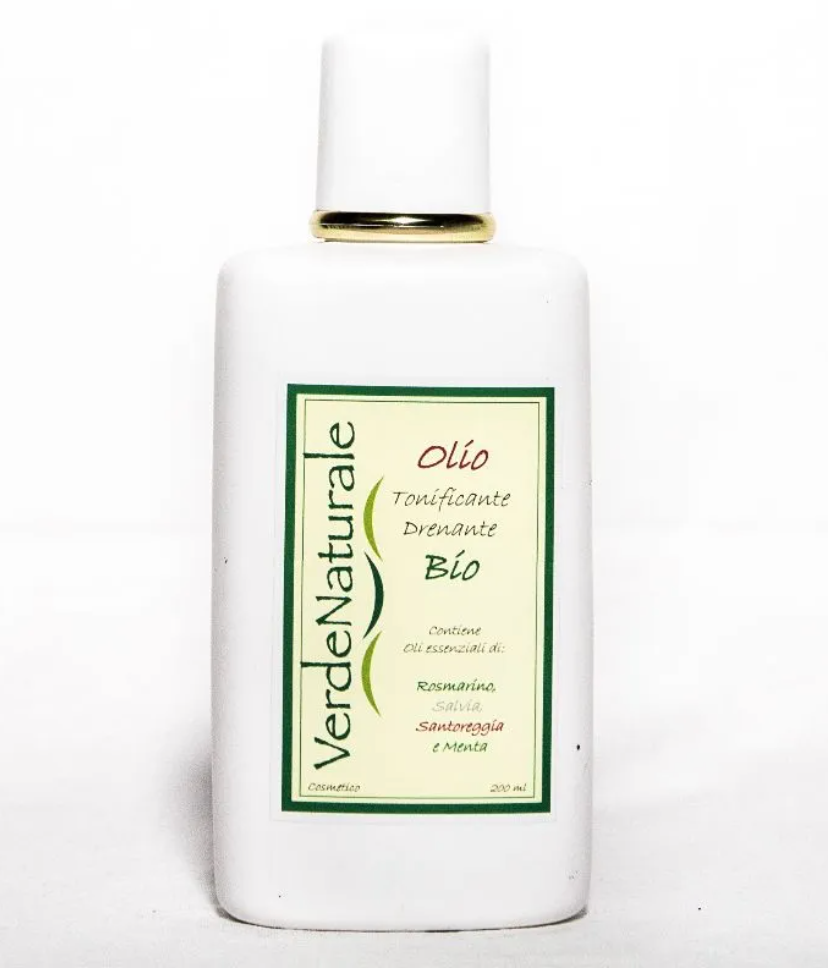 VerdeNaturale
Olio
Tonificante
Drenante
Bio
Contiene
Oli essenziali di:
Rosmarino,
Salvia,
Santoreggia
e Menta
Cosmetico
200 ml